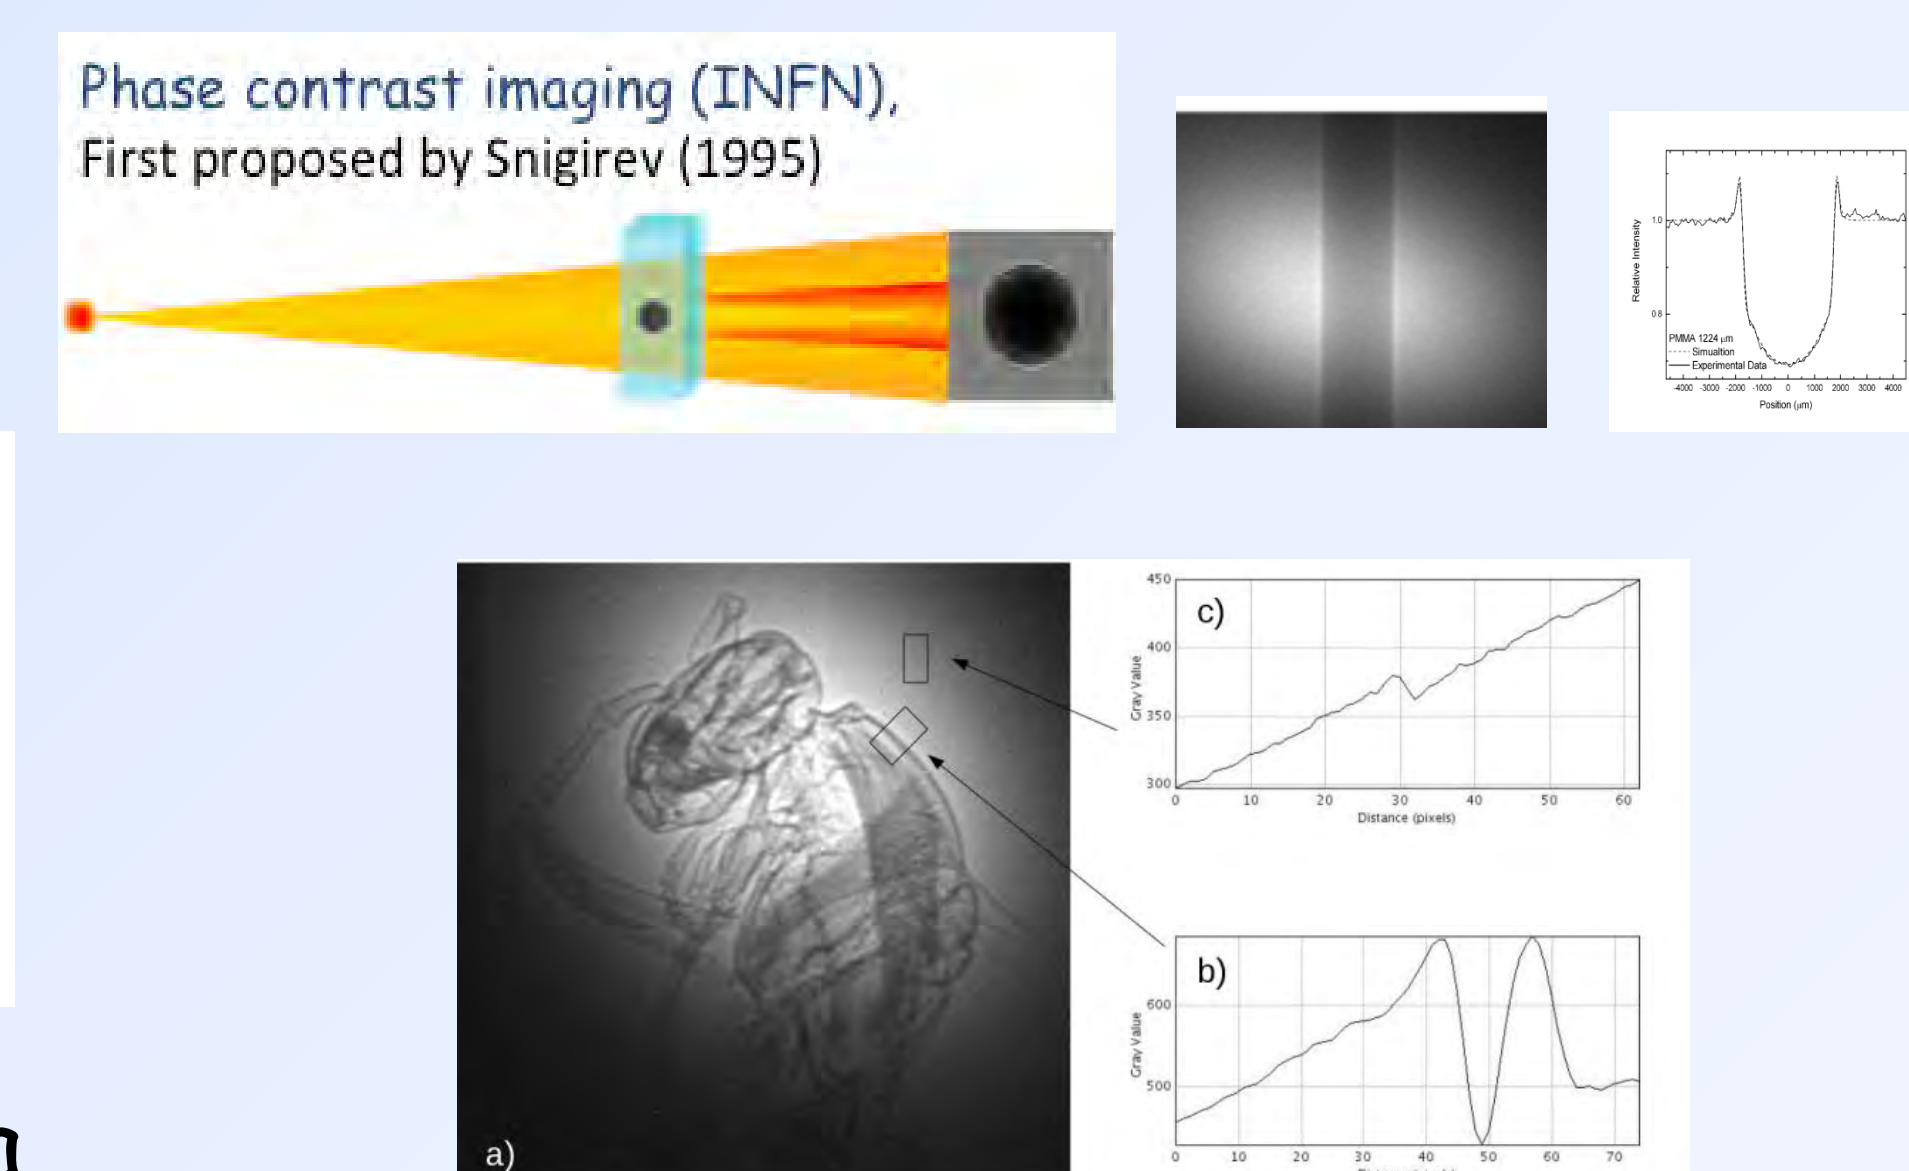 Phase contrast imaging (INFN),
First proposed by Snigirev (1995)
Relative Intensity
1.0
0.8
PMMA 1224 μm
Simualtion
Experimental Data
-4000 -3000 -2000 -1000 0 1000 2000 3000 4000
Position (μm)
a)
c)
Gray Value
450
400
350
300
0 10 20 30 40 50 60
Distance (pixels)
b)
Gray Value
600
500
0 10 20 30 40 50 60 70